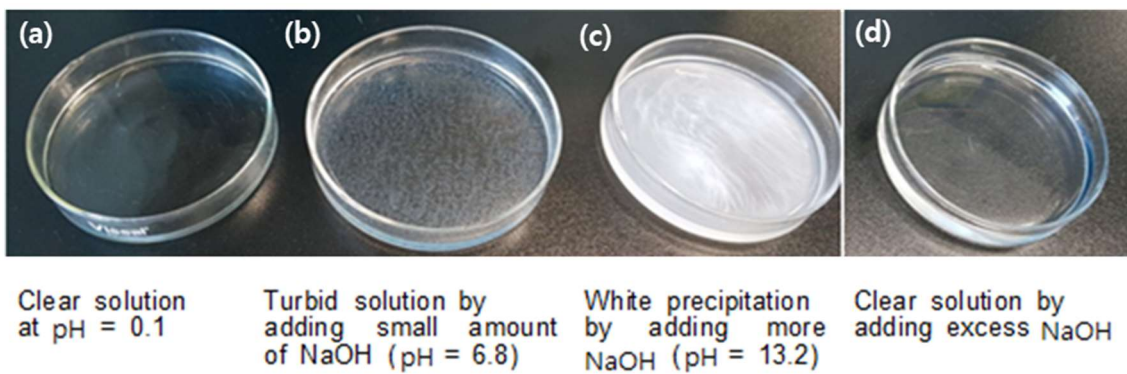 (a)
(b)
(c)
(d)
Vissel
Clear solution
at pH = 0.1
Turbid solution by
adding small amount
of NaOH (pH = 6.8)
White precipitation
by adding more
NaOH (pH = 13.2)
Clear solution by
adding excess NaOH